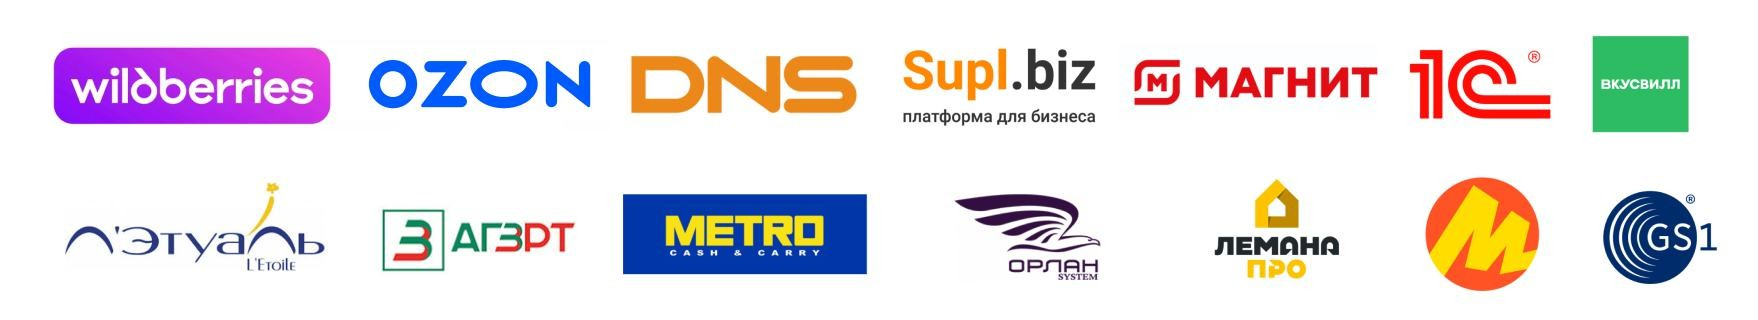 wildberries
OZON
DNS
Supl.biz
платформа для бизнеса
М МАГНИТ
1С®
ВКУСВИЛЛ
Л'ЭТУАЛЬ
L'ETOILE
АГЗРТ
METRO
CASH & CARRY
ОРЛАН
SYSTEM
ЛЕМАНА
ПРО
М
GS1®